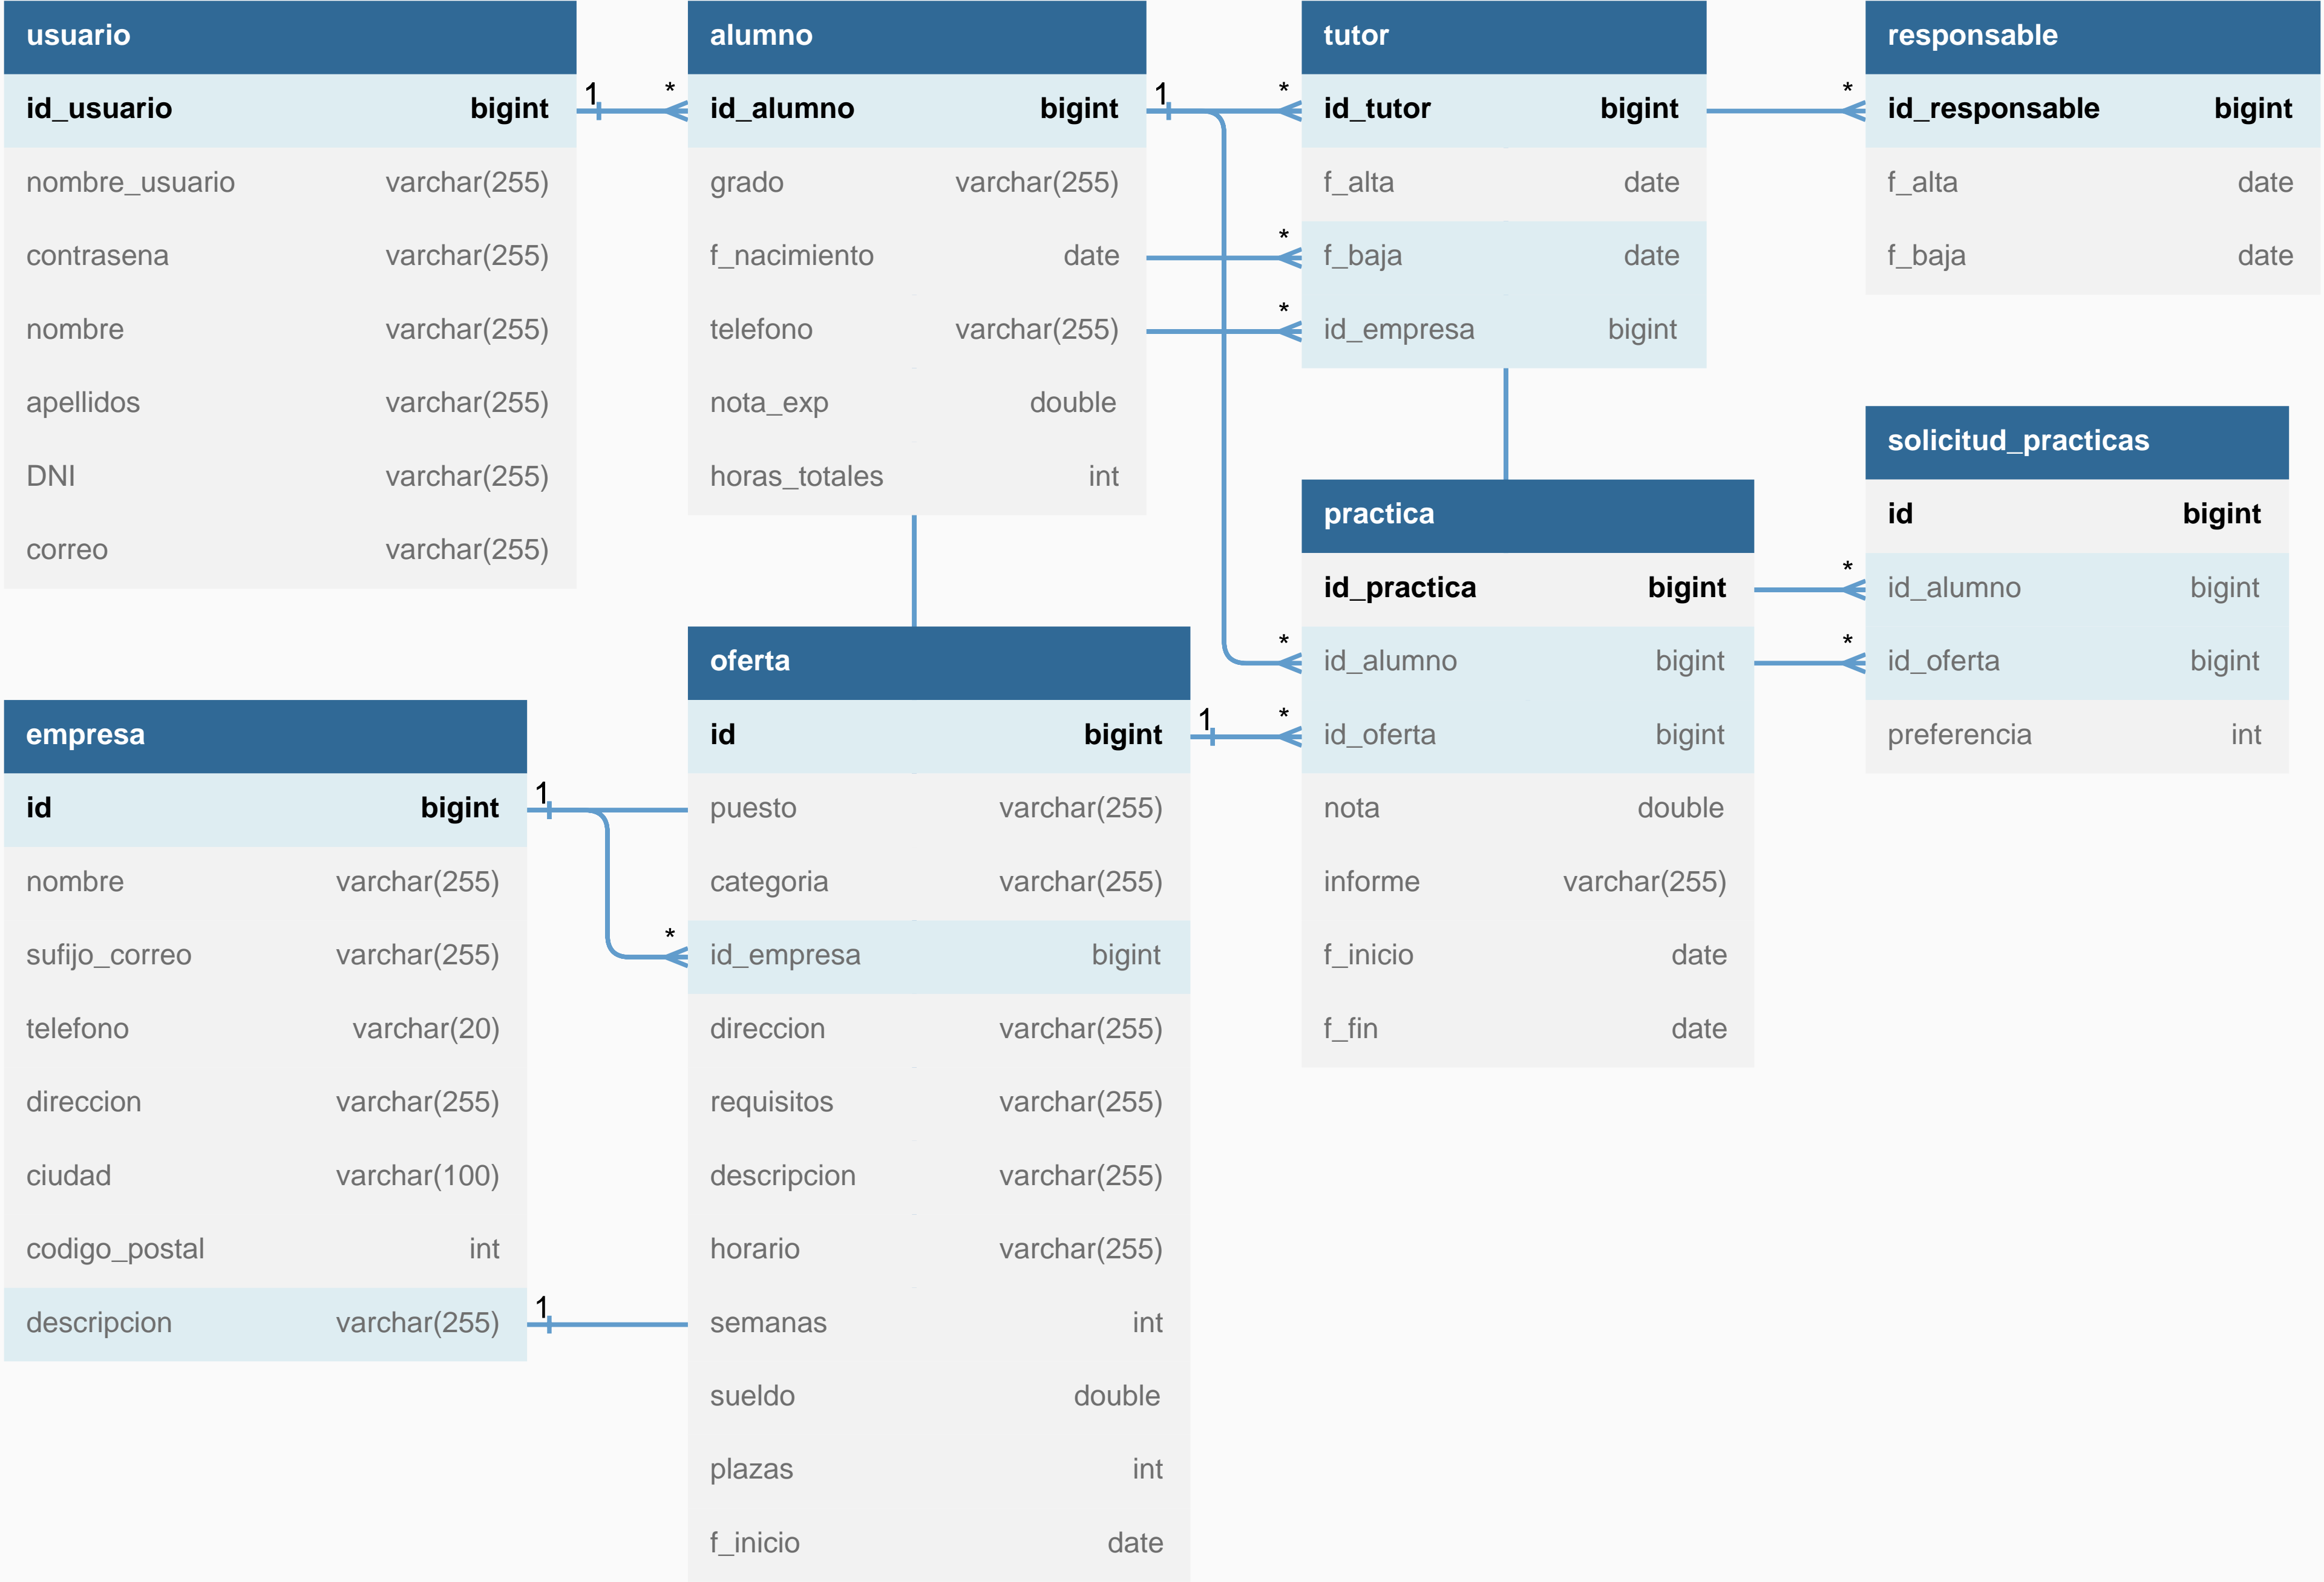 usuario
id_usuario bigint
nombre_usuario varchar(255)
contrasena varchar(255)
nombre varchar(255)
apellidos varchar(255)
DNI varchar(255)
correo varchar(255)
1 *
alumno
id_alumno bigint
grado varchar(255)
f_nacimiento date
telefono varchar(255)
nota_exp double
horas_totales int
1 *
*
*
tutor
id_tutor bigint
f_alta date
f_baja date
id_empresa bigint
*
responsable
id_responsable bigint
f_alta date
f_baja date
empresa
id bigint
nombre varchar(255)
sufijo_correo varchar(255)
telefono varchar(20)
direccion varchar(255)
ciudad varchar(100)
codigo_postal int
descripcion varchar(255)
1
*
1
oferta
id bigint
puesto varchar(255)
categoria varchar(255)
id_empresa bigint
direccion varchar(255)
requisitos varchar(255)
descripcion varchar(255)
horario varchar(255)
semanas int
sueldo double
plazas int
f_inicio date
*
1 *
practica
id_practica bigint
id_alumno bigint
id_oferta bigint
nota double
informe varchar(255)
f_inicio date
f_fin date
*
*
solicitud_practicas
id bigint
id_alumno bigint
id_oferta bigint
preferencia int